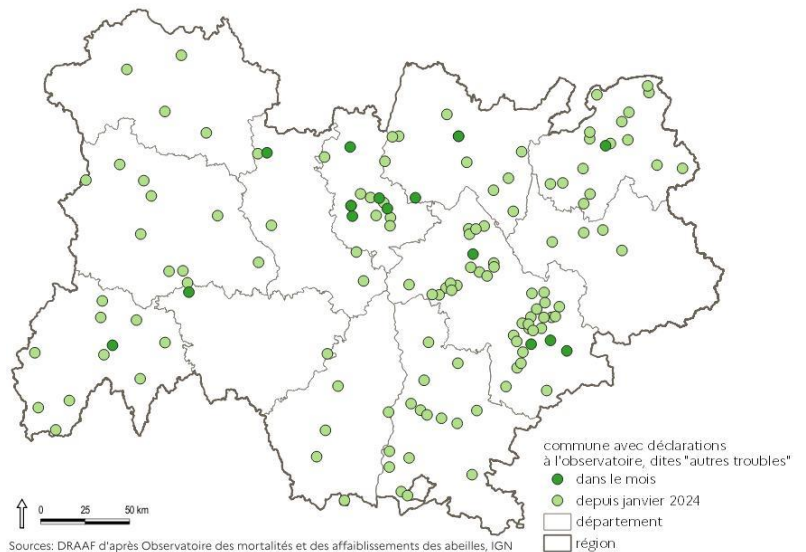 commune avec déclarations
à l'observatoire, dites "autres troubles"
dans le mois
depuis janvier 2024
département
région
0 25 50 km
Sources: DRAAF d'après Observatoire des mortalités et des affaiblissements des abeilles, IGN